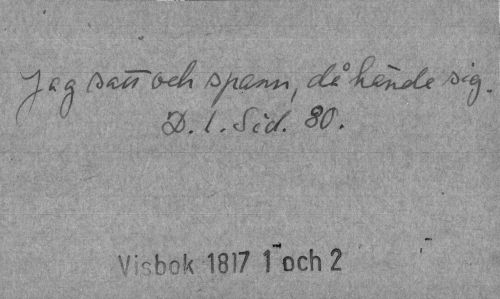 Jag satt och spann, då hände sig.
D. 1. Sid. 80.
Visbok 1817 1 och 2